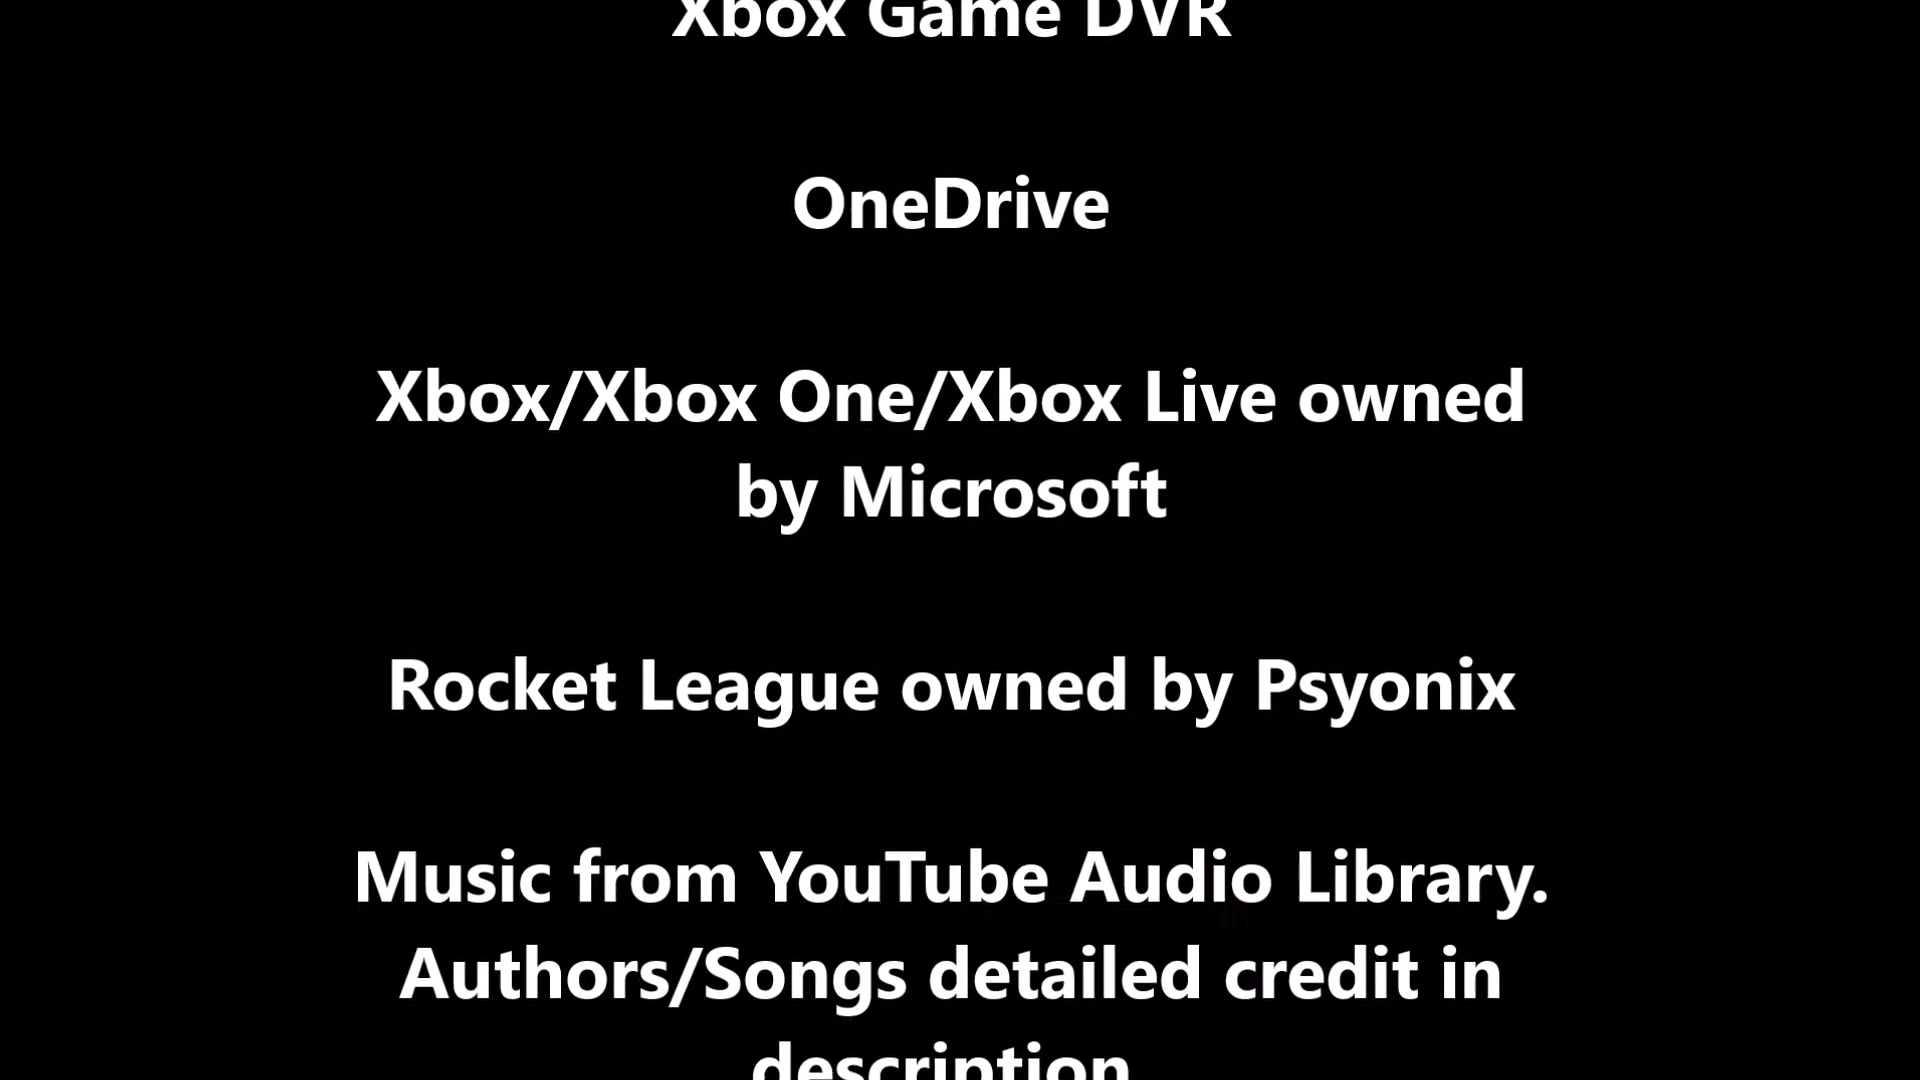 Xbox Game DVR
OneDrive
Xbox/Xbox One/Xbox Live owned
by Microsoft
Rocket League owned by Psyonix
Music from YouTube Audio Library.
Authors/Songs detailed credit in
description